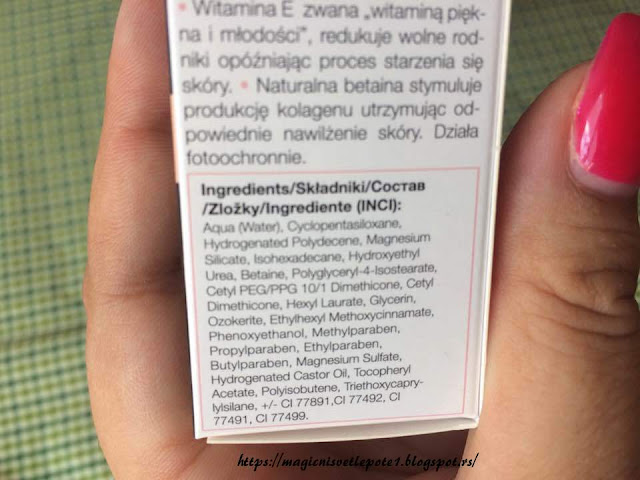 • Witamina E zwana „witaminą pięk-
na i młodości”, redukuje wolne rod-
niki opóźniając proces starzenia się
skóry. • Naturalna betaina stymuluje
produkcję kolagenu utrzymując od-
powiednie nawilżenie skóry. Działa
fotoochronnie.
Ingredients/Składniki/Состав
/Zložky/Ingrediente (INCI):
Aqua (Water), Cyclopentasiloxane,
Hydrogenated Polydecene, Magnesium
Silicate, Isohexadecane, Hydroxyethyl
Urea, Betaine, Polyglyceryl-4-Isostearate,
Cetyl PEG/PPG 10/1 Dimethicone, Cetyl
Dimethicone, Hexyl Laurate, Glycerin,
Ozokerite, Ethylhexyl Methoxycinnamate,
Phenoxyethanol, Methylparaben,
Propylparaben, Ethylparaben,
Butylparaben, Magnesium Sulfate,
Hydrogenated Castor Oil, Tocopheryl
Acetate, Polyisobutene, Triethoxycapry-
lylsilane, +/- CI 77891,CI 77492, CI
77491, CI 77499.
https://magicnisvetlepote1.blogspot.rs/